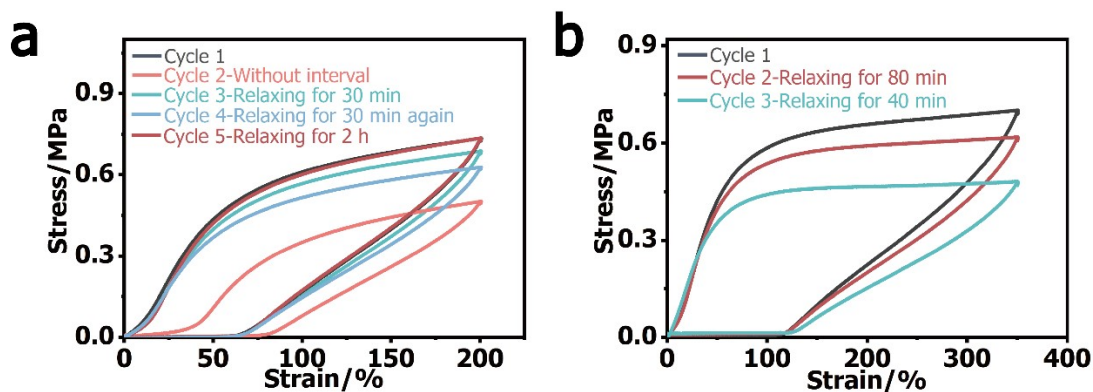 a
Cycle 1
Cycle 2-Without interval
Cycle 3-Relaxing for 30 min
Cycle 4-Relaxing for 30 min again
Cycle 5-Relaxing for 2 h
Stress/MPa
0.9
0.6
0.3
0.0
0 50 100 150 200
Strain/%
b
Cycle 1
Cycle 2-Relaxing for 80 min
Cycle 3-Relaxing for 40 min
Stress/MPa
0.9
0.6
0.3
0.0
0 100 200 300 400
Strain/%